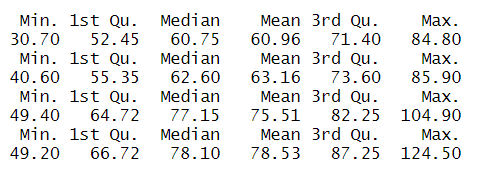 Min. 1st Qu. Median Mean 3rd Qu. Max.
30.70 52.45 60.75 60.96 71.40 84.80
Min. 1st Qu. Median Mean 3rd Qu. Max.
40.60 55.35 62.60 63.16 73.60 85.90
Min. 1st Qu. Median Mean 3rd Qu. Max.
49.40 64.72 77.15 75.51 82.25 104.90
Min. 1st Qu. Median Mean 3rd Qu. Max.
49.20 66.72 78.10 78.53 87.25 124.50